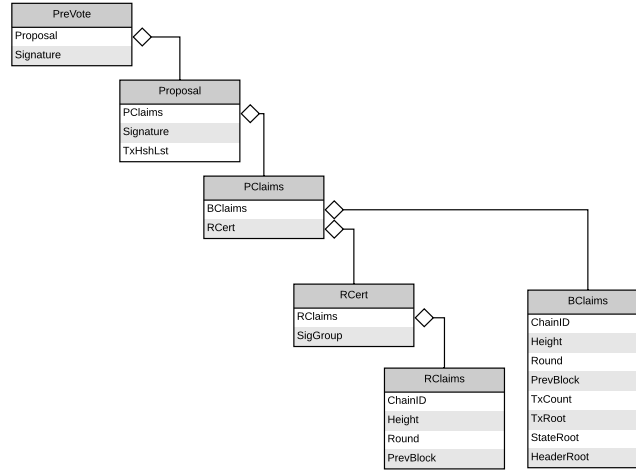 PreVote
Proposal
Signature
Proposal
PClaims
Signature
TxHshLst
PClaims
BClaims
RCert
RCert
RClaims
SigGroup
BClaims
ChainID
Height
Round
PrevBlock
TxCount
TxRoot
StateRoot
HeaderRoot
RClaims
ChainID
Height
Round
PrevBlock